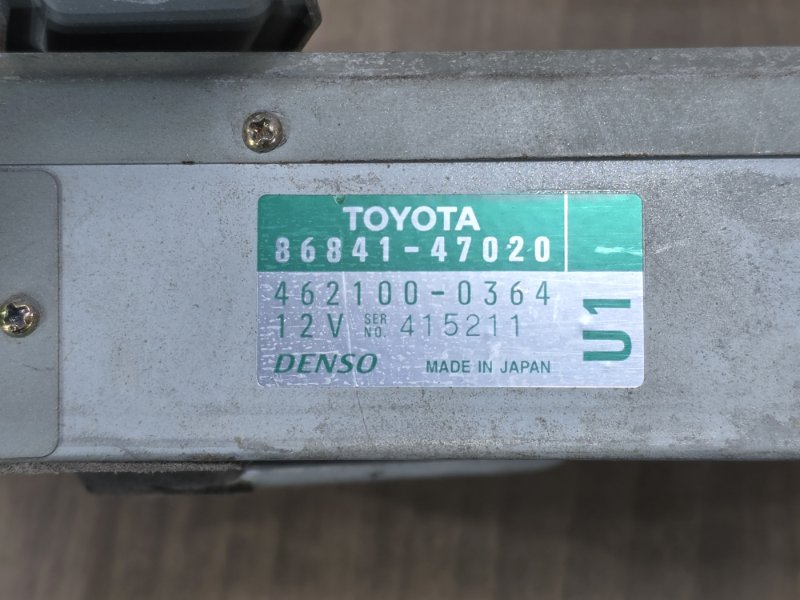 TOYOTA
86841-47020
462100-0364
12V SER NO. 415211
DENSO MADE IN JAPAN
U1